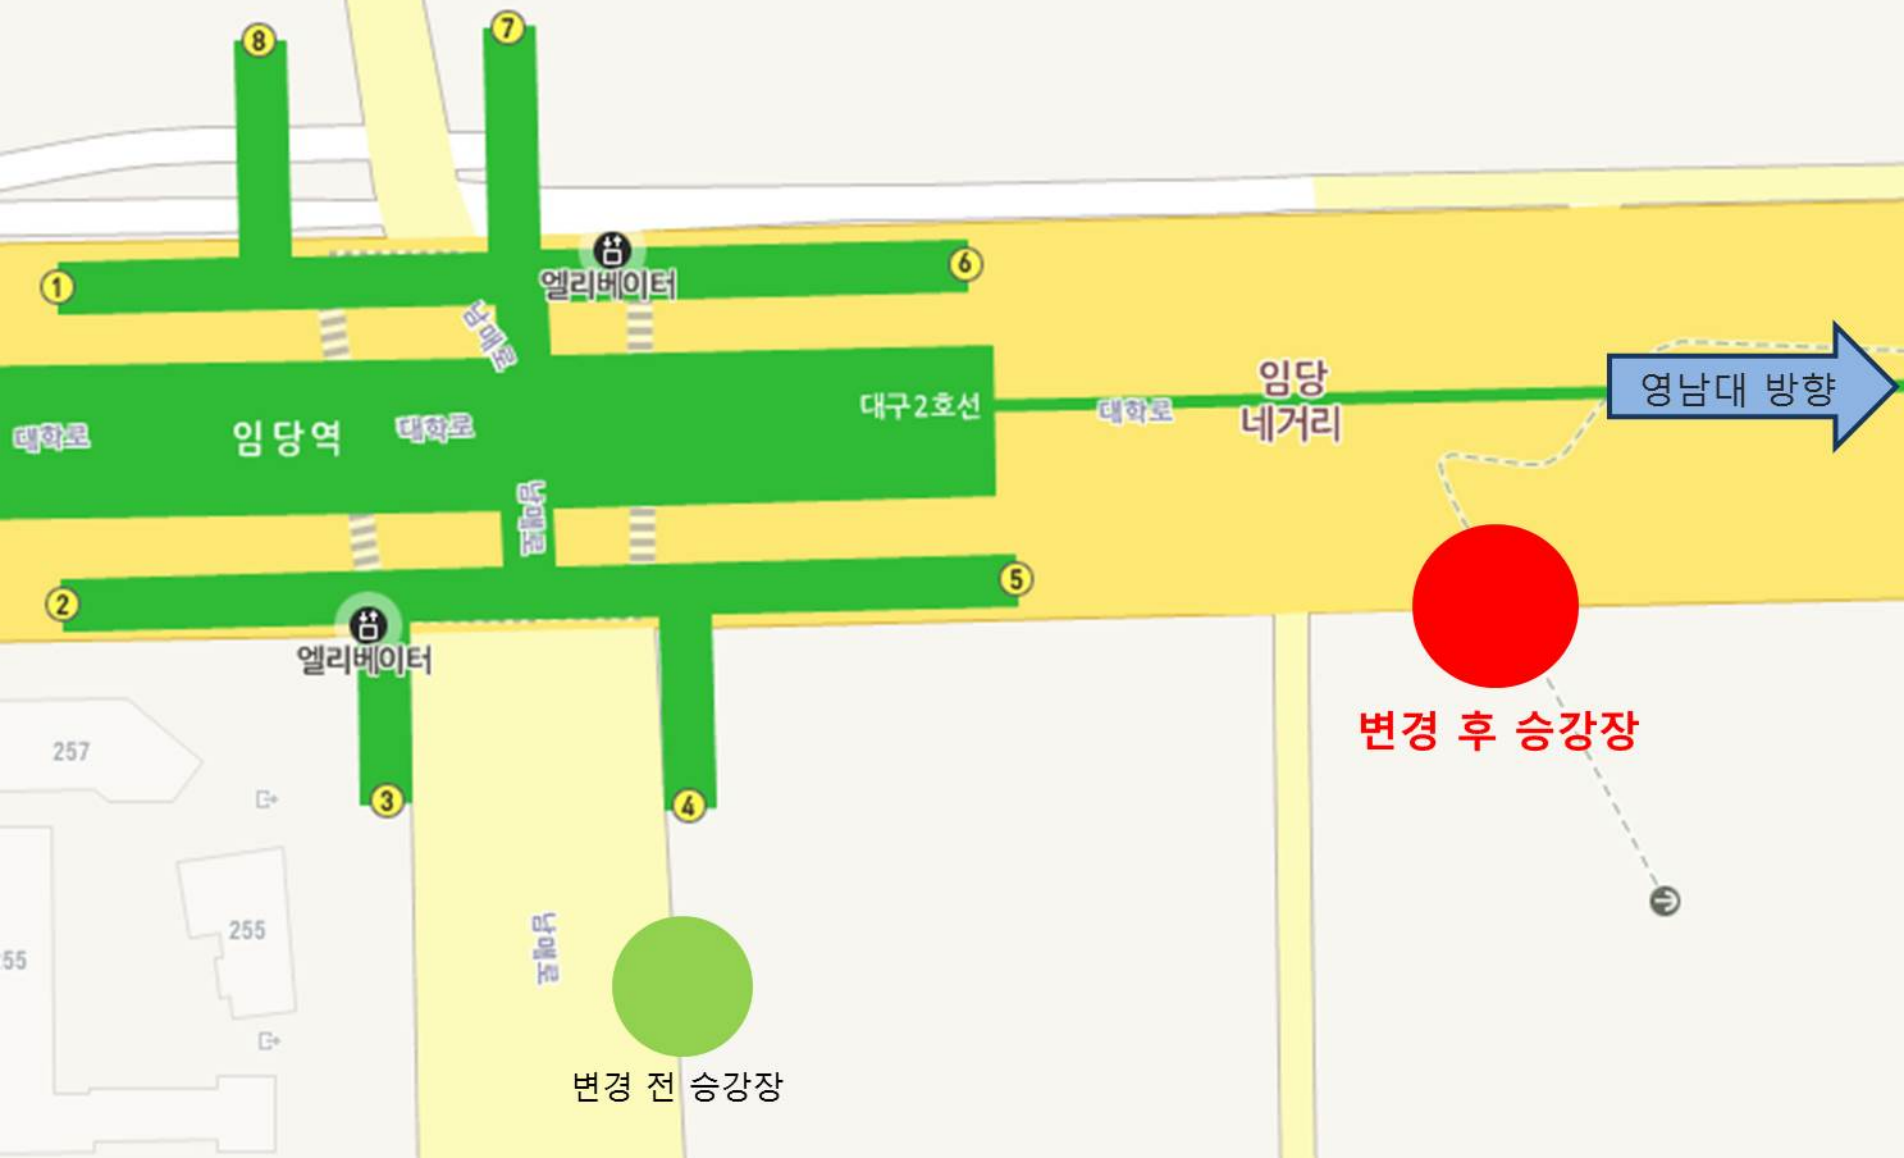 8
7
1
엘리베이터
6
남매로
임당
네거리
영남대 방향
대구2호선
대학로
대학로
임당역
대학로
남매로
2
5
엘리베이터
변경 후 승강장
257
3
4
255
55
남매로
변경 전 승강장